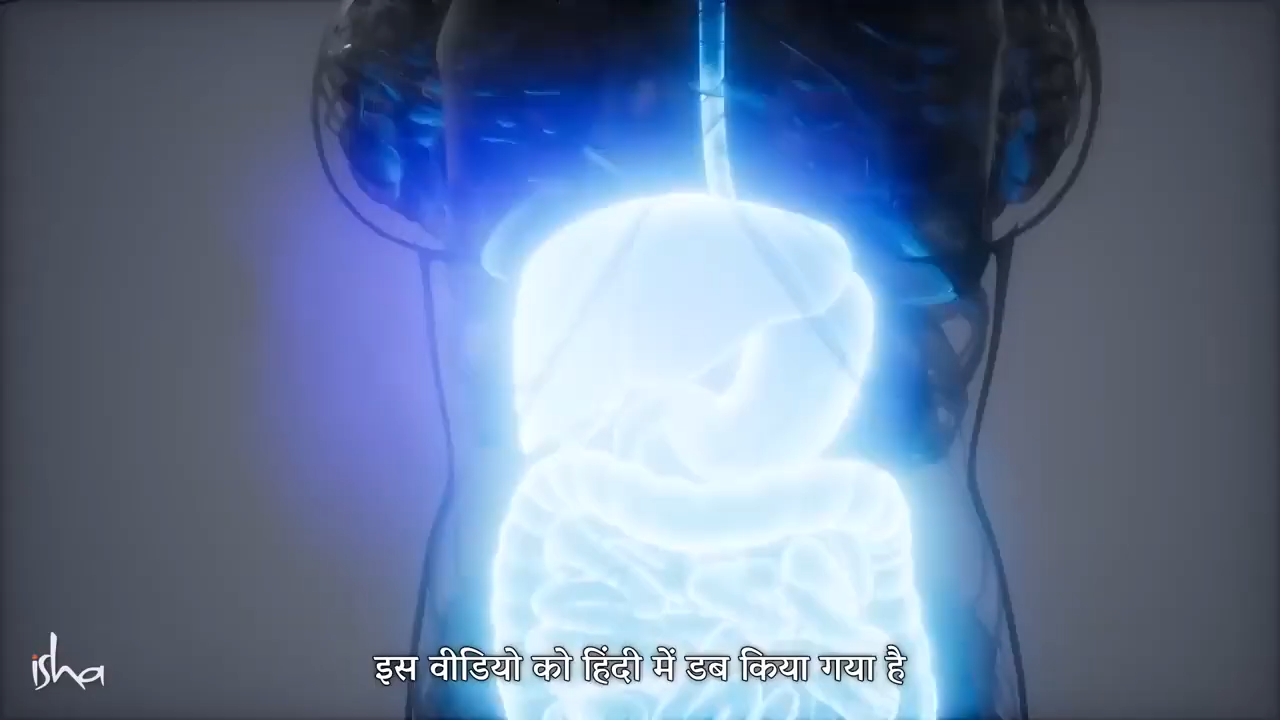 isha
इस वीडियो को हिंदी में डब किया गया है